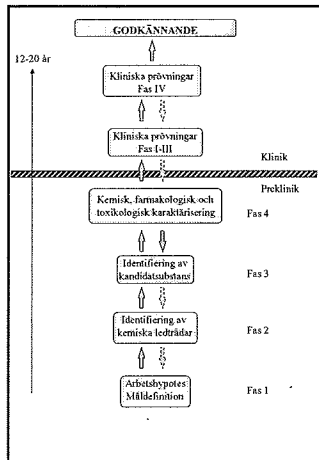 GODKÄNNANDE
12-20 år
Kliniska prövningar
Fas IV
Kliniska prövningar
Fas I-III
Klinik
Preklinik
Kemisk, farmakologisk och
toxikologisk karaktärisering
Fas 4
Identifiering av
kandidatsubstans
Fas 3
Identifiering av
kemiska ledtrådar
Fas 2
Arbetshypotes
Måldefinition
Fas 1